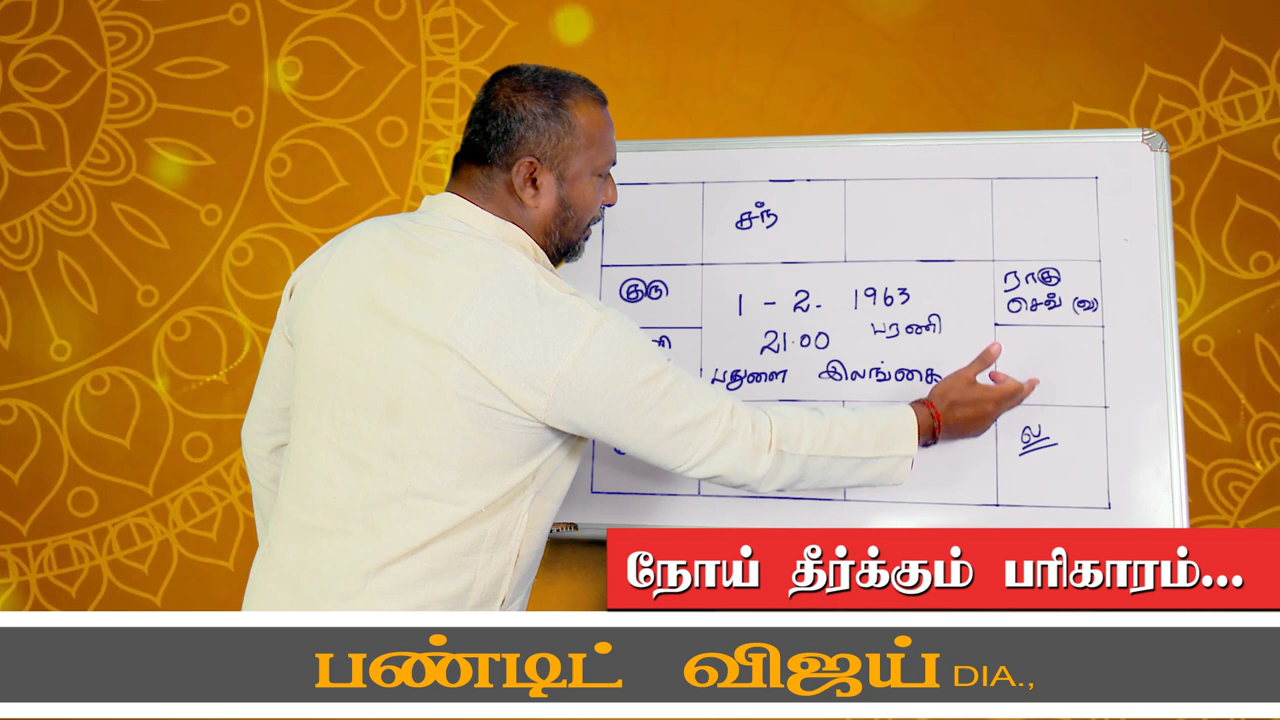 சந்
குரு
ராகு
செவ் (வ)
1 - 2. 1963
21.00 பரணி
பதுளை இலங்கை
ல
நோய் தீர்க்கும் பரிகாரம்...
பண்டிட் விஜய் DIA.,